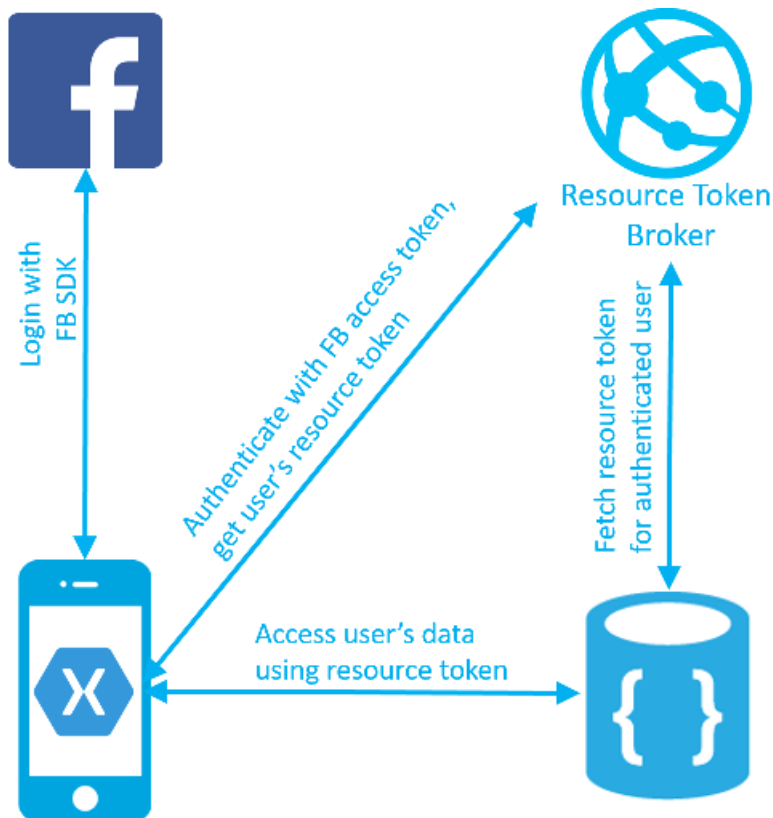 f
Resource Token
Broker
Login with
FB SDK
Authenticate with FB access token,
get user's resource token
Fetch resource token
for authenticated user
Access user's data
using resource token
X
{ }